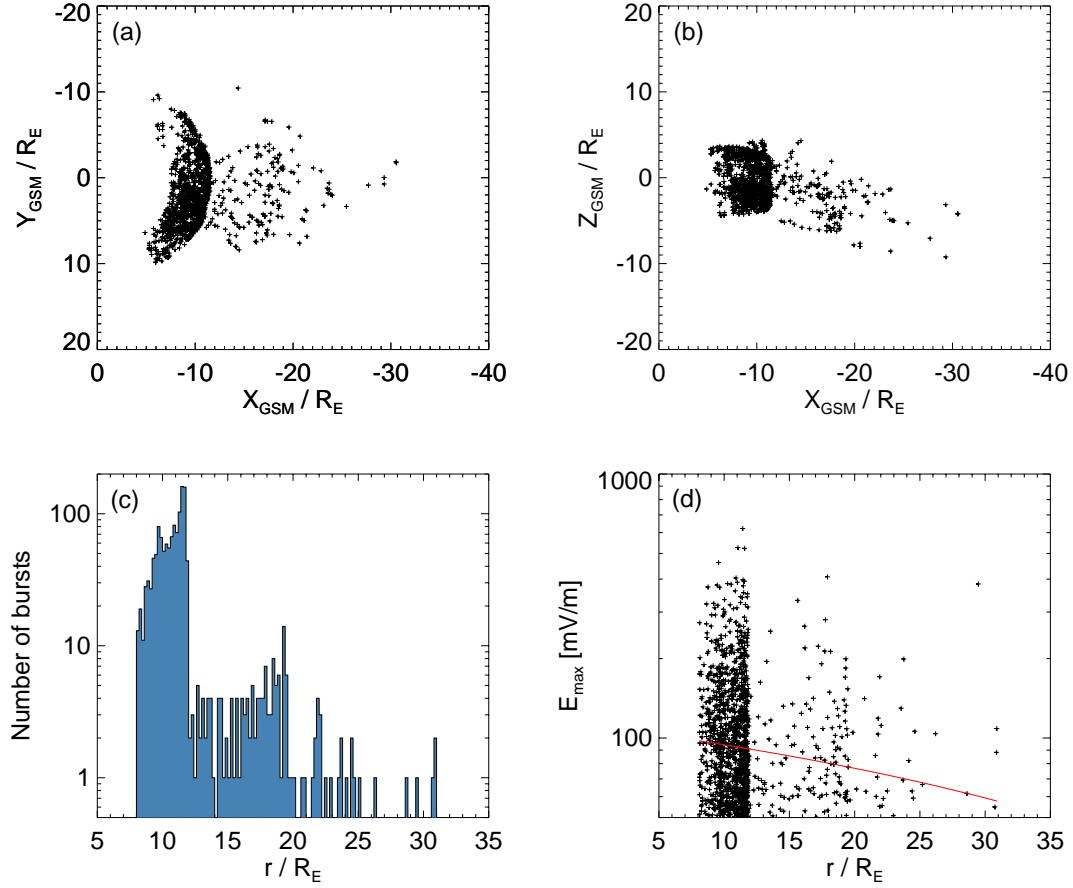 (a)
-20
-10
0
10
20
Y_GSM / R_E
0 -10 -20 -30 -40
X_GSM / R_E
(b)
20
10
0
-10
-20
Z_GSM / R_E
0 -10 -20 -30 -40
X_GSM / R_E
(c)
100
10
1
Number of bursts
5 10 15 20 25 30 35
r / R_E
(d)
1000
100
E_max [mV/m]
5 10 15 20 25 30 35
r / R_E